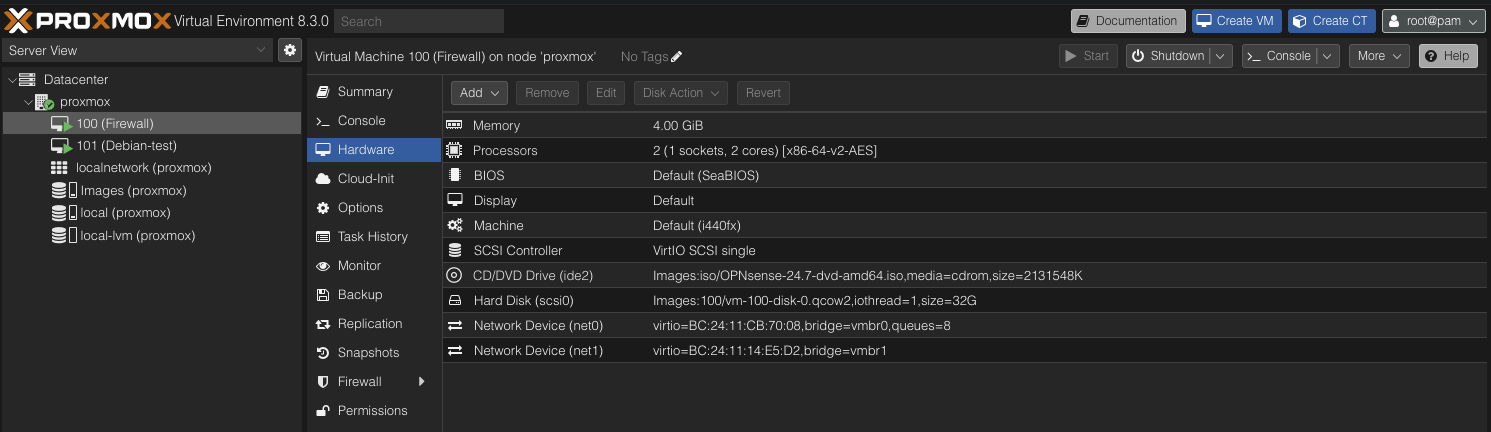 PROXMOX Virtual Environment 8.3.0 Search Documentation Create VM Create CT root@pam
Server View
Virtual Machine 100 (Firewall) on node 'proxmox' No Tags Start Shutdown Console More Help
Datacenter
proxmox
100 (Firewall)
101 (Debian-test)
localnetwork (proxmox)
Images (proxmox)
local (proxmox)
local-lvm (proxmox)
Summary
Console
Hardware
Cloud-Init
Options
Task History
Monitor
Backup
Replication
Snapshots
Firewall
Permissions
Add Remove Edit Disk Action Revert
Memory 4.00 GiB
Processors 2 (1 sockets, 2 cores) [x86-64-v2-AES]
BIOS Default (SeaBIOS)
Display Default
Machine Default (i440fx)
SCSI Controller VirtIO SCSI single
CD/DVD Drive (ide2) Images:iso/OPNsense-24.7-dvd-amd64.iso,media=cdrom,size=2131548K
Hard Disk (scsi0) Images:100/vm-100-disk-0.qcow2,iothread=1,size=32G
Network Device (net0) virtio=BC:24:11:CB:70:08,bridge=vmbr0,queues=8
Network Device (net1) virtio=BC:24:11:14:E5:D2,bridge=vmbr1